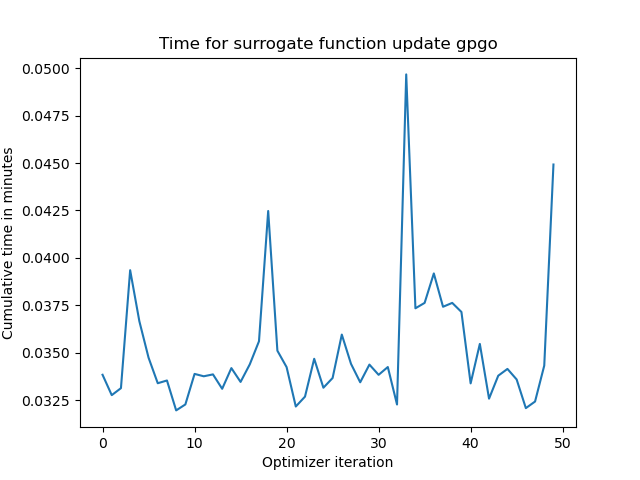 Time for surrogate function update gpgo
0.0500
0.0475
0.0450
0.0425
0.0400
0.0375
0.0350
0.0325
Cumulative time in minutes
0 10 20 30 40 50
Optimizer iteration